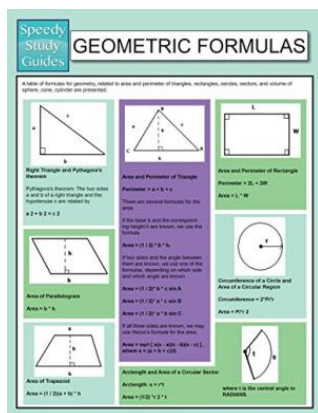 Speedy
Study
Guides
GEOMETRIC FORMULAS
A table of formulas for geometry, related to area and perimeter of triangles, rectangles, cercles, sectors, and volume of
sphere, cone, cylinder are presented.
Right Triangle and Pythagora's
theorem
Pythagora's theorem: The two sides
a and b of a right triangle and the
hypotenuse c are related by
a 2 + b 2 = c 2
a
c
b
Area of Parallelogram
Area = b * h
h
b
Area of Trapezoid
Area = (1 / 2)(a + b) * h
a
h
b
B
c
a
h
C
A
b
Area and Perimeter of Triangle
Perimeter = a + b + c
There are several formulas for the
area.
If the base b and the correspond-
ing height h are known, we use the
formula
Area = (1 / 2) * b * h.
If two sides and the angle between
them are known, we use one of the
formulas, depending on which side
and which angle are known
Area = (1 / 2)* b * c sin A
Area = (1 / 2)* a * c sin B
Area = (1 / 2)* a * b sin C
If all three sides are known, we may
use Heron's formula for the area.
Area = sqrt [ s(s - a)(s - b)(s - c) ] ,
where s = (a + b + c)/2.
Arclength and Area of a Circular Sector
Arclength: s = r*t
Area = (1/2) *r 2 * t
L
W
Area and Perimeter of Rectangle
Perimeter = 2L + 2W
Area = L * W
r
Circumference of a Circle and
Area of a Circular Region
Circumference = 2*Pi*r
Area = Pi*r 2
t
s
where t is the central angle in
RADIANS.